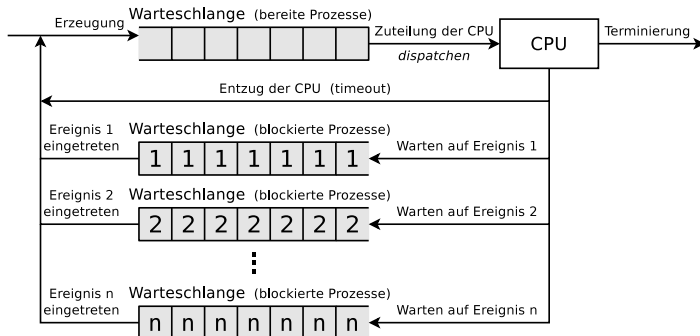 Erzeugung
Warteschlange (bereite Prozesse)
Zuteilung der CPU
dispatchen
CPU
Terminierung
Entzug der CPU (timeout)
Ereignis 1
eingetreten
Warteschlange (blockierte Prozesse)
1 1 1 1 1 1 1
Warten auf Ereignis 1
Ereignis 2
eingetreten
Warteschlange (blockierte Prozesse)
2 2 2 2 2 2 2
Warten auf Ereignis 2
Ereignis n
eingetreten
Warteschlange (blockierte Prozesse)
n n n n n n n
Warten auf Ereignis n